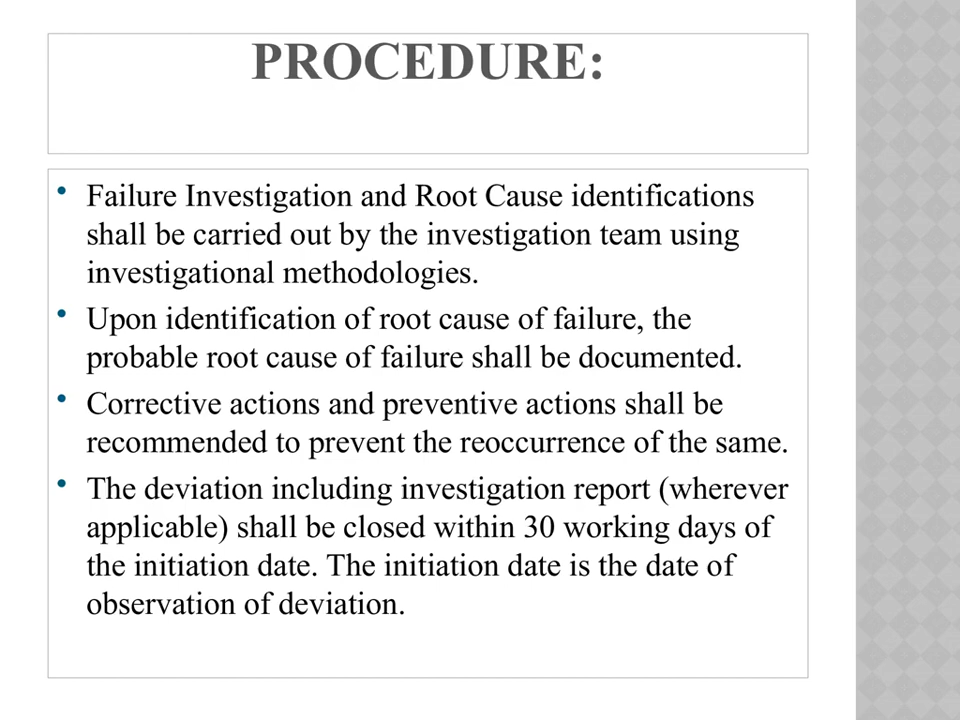 PROCEDURE:
• Failure Investigation and Root Cause identifications
shall be carried out by the investigation team using
investigational methodologies.
• Upon identification of root cause of failure, the
probable root cause of failure shall be documented.
• Corrective actions and preventive actions shall be
recommended to prevent the reoccurrence of the same.
• The deviation including investigation report (wherever
applicable) shall be closed within 30 working days of
the initiation date. The initiation date is the date of
observation of deviation.